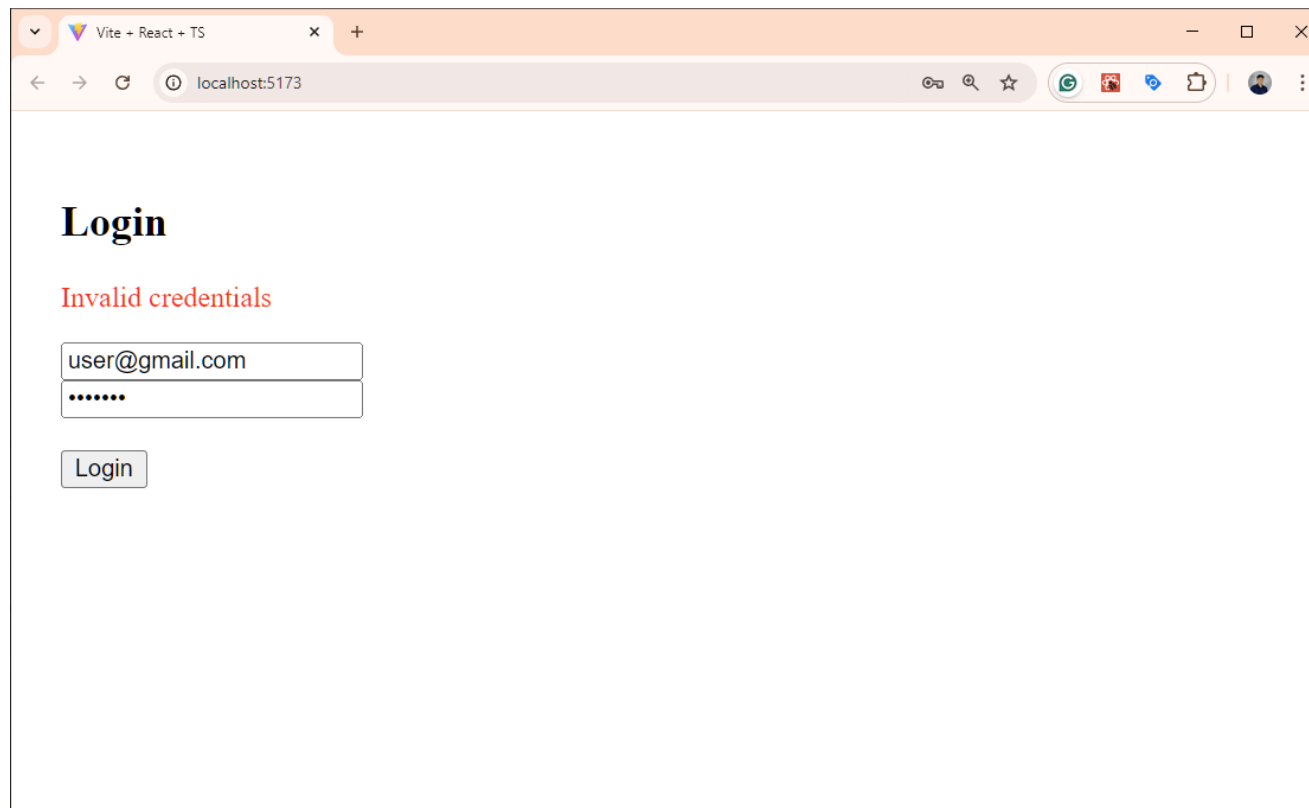 Vite + React + TS
localhost:5173
Login
Invalid credentials
user@gmail.com
•••••••
Login